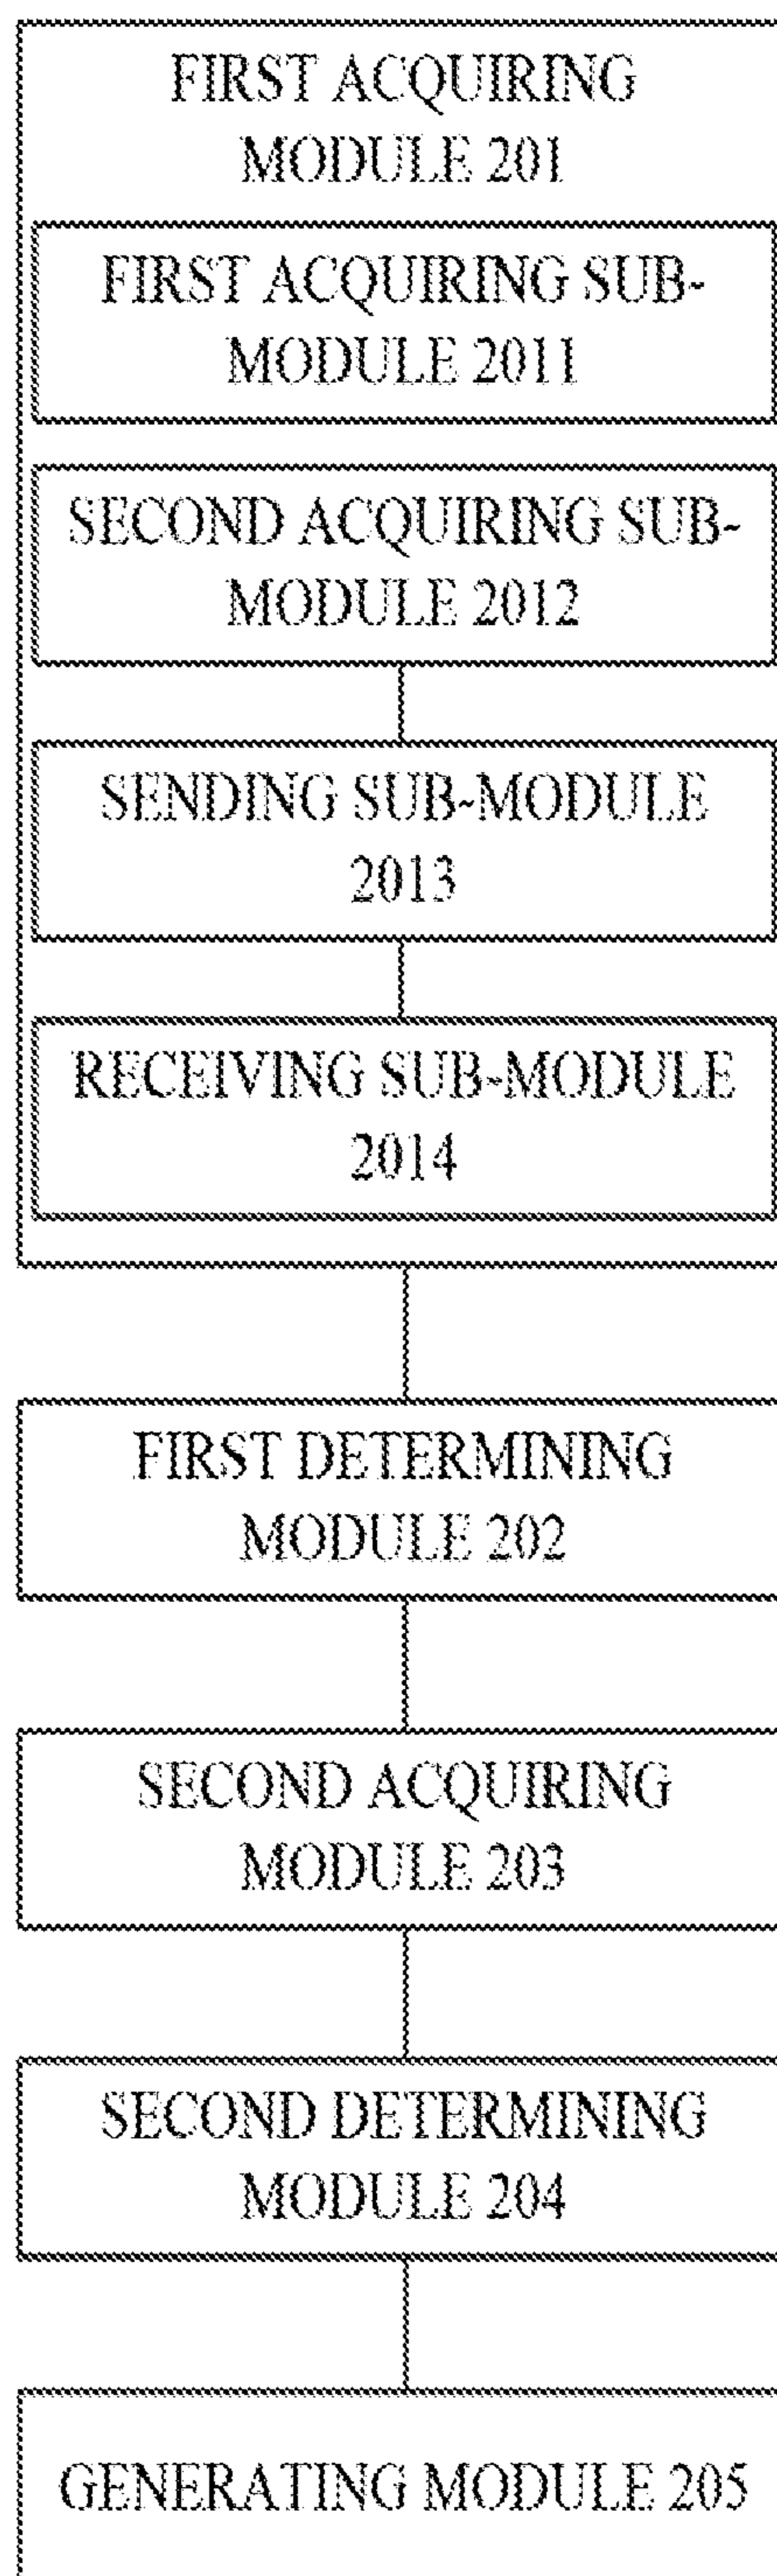 FIRST ACQUIRING
MODULE 201
FIRST ACQUIRING SUB-
MODULE 2011
SECOND ACQUIRING SUB-
MODULE 2012
SENDING SUB-MODULE
2013
RECEIVING SUB-MODULE
2014
FIRST DETERMINING
MODULE 202
SECOND ACQUIRING
MODULE 203
SECOND DETERMINING
MODULE 204
GENERATING MODULE 205